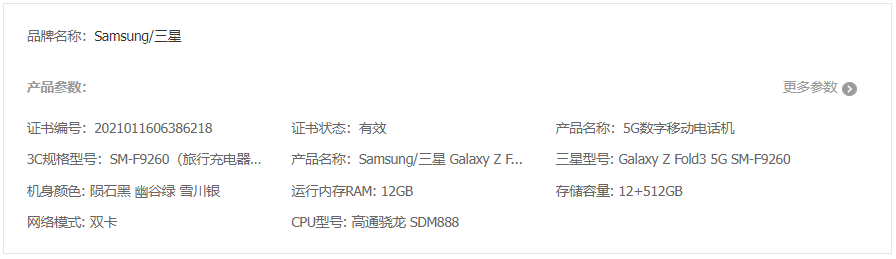 品牌名称：Samsung/三星
产品参数：
更多参数
证书编号：2021011606386218 证书状态：有效 产品名称：5G数字移动电话机
3C规格型号：SM-F9260（旅行充电器... 产品名称：Samsung/三星 Galaxy Z F... 三星型号: Galaxy Z Fold3 5G SM-F9260
机身颜色: 陨石黑 幽谷绿 雪川银 运行内存RAM: 12GB 存储容量: 12+512GB
网络模式: 双卡 CPU型号: 高通骁龙 SDM888